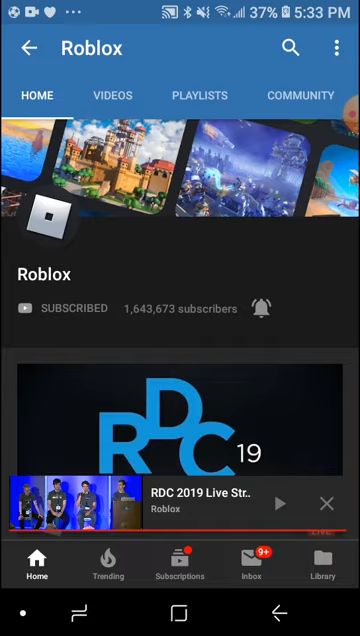 37% 5:33 PM
Roblox
HOME VIDEOS PLAYLISTS COMMUNITY
Roblox
SUBSCRIBED 1,643,673 subscribers
RDC 19
RDC 2019 Live Str..
Roblox
LIVE
9+
Home Trending Subscriptions Inbox Library